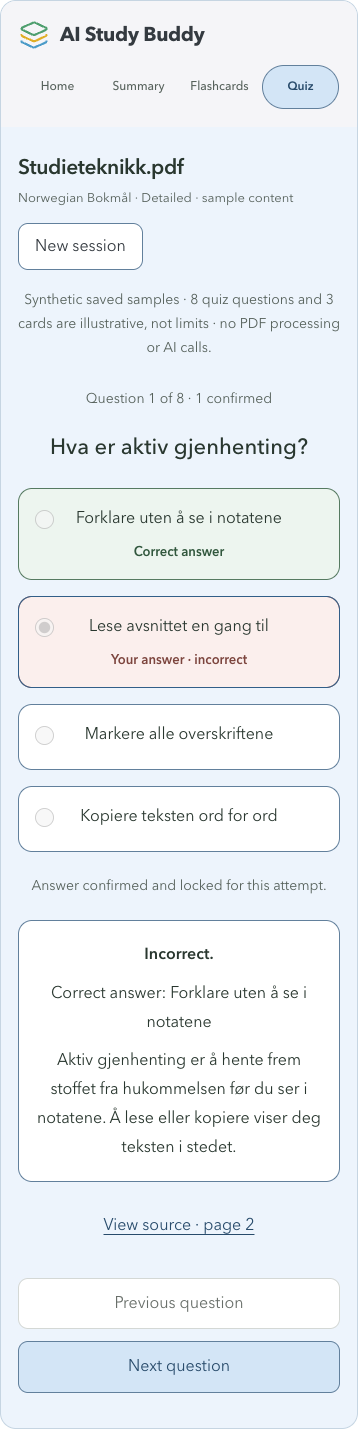 AI Study Buddy
Home
Summary
Flashcards
Quiz
Studieteknikk.pdf
Norwegian Bokmål · Detailed · sample content
New session
Synthetic saved samples · 8 quiz questions and 3
cards are illustrative, not limits · no PDF processing
or AI calls.
Question 1 of 8 · 1 confirmed
Hva er aktiv gjenhenting?
Forklare uten å se i notatene
Correct answer
Lese avsnittet en gang til
Your answer · incorrect
Markere alle overskriftene
Kopiere teksten ord for ord
Answer confirmed and locked for this attempt.
Incorrect.
Correct answer: Forklare uten å se i
notatene
Aktiv gjenhenting er å hente frem
stoffet fra hukommelsen før du ser i
notatene. Å lese eller kopiere viser deg
teksten i stedet.
View source · page 2
Previous question
Next question